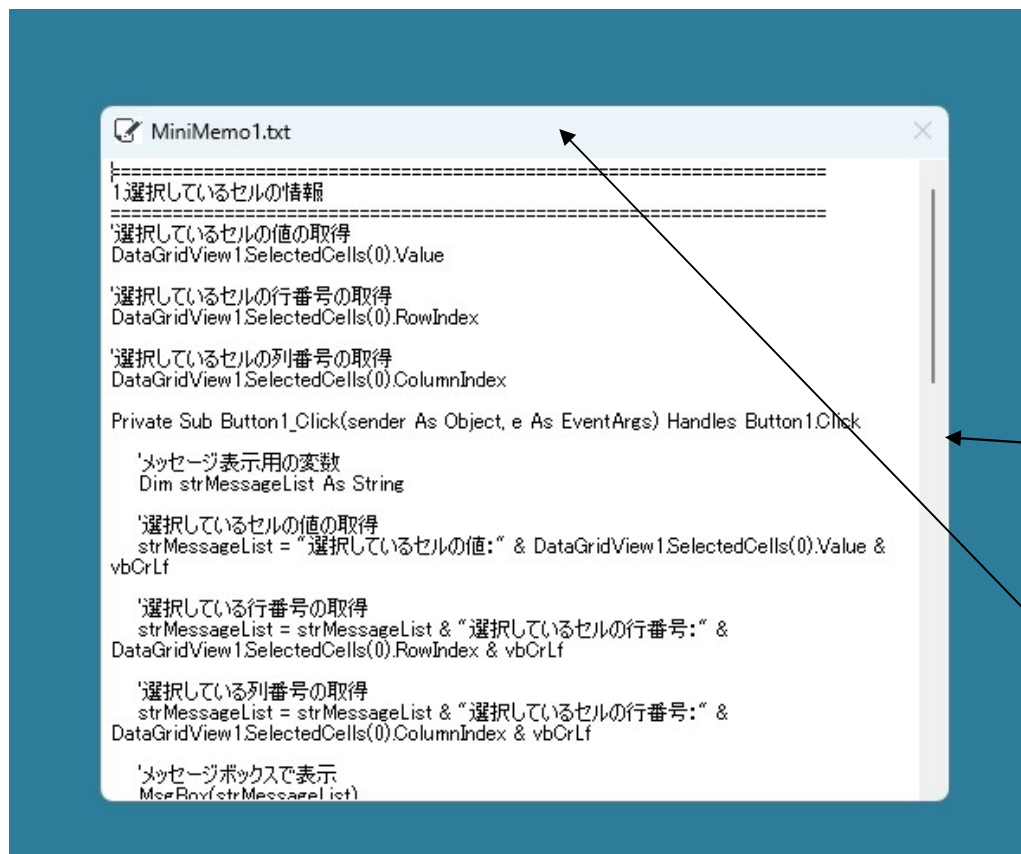 MiniMemo1.txt
=====================================================================
1.選択しているセルの情報
=====================================================================
'選択しているセルの値の取得
DataGridView1.SelectedCells(0).Value
'選択しているセルの行番号の取得
DataGridView1.SelectedCells(0).RowIndex
'選択しているセルの列番号の取得
DataGridView1.SelectedCells(0).ColumnIndex
Private Sub Button1_Click(sender As Object, e As EventArgs) Handles Button1.Click
'メッセージ表示用の変数
Dim strMessageList As String
'選択しているセルの値の取得
strMessageList = "選択しているセルの値:" & DataGridView1.SelectedCells(0).Value &
vbCrLf
'選択している行番号の取得
strMessageList = strMessageList & "選択しているセルの行番号:" &
DataGridView1.SelectedCells(0).RowIndex & vbCrLf
'選択している列番号の取得
strMessageList = strMessageList & "選択しているセルの行番号:" &
DataGridView1.SelectedCells(0).ColumnIndex & vbCrLf
'メッセージボックスで表示
MsgBox(strMessageList)